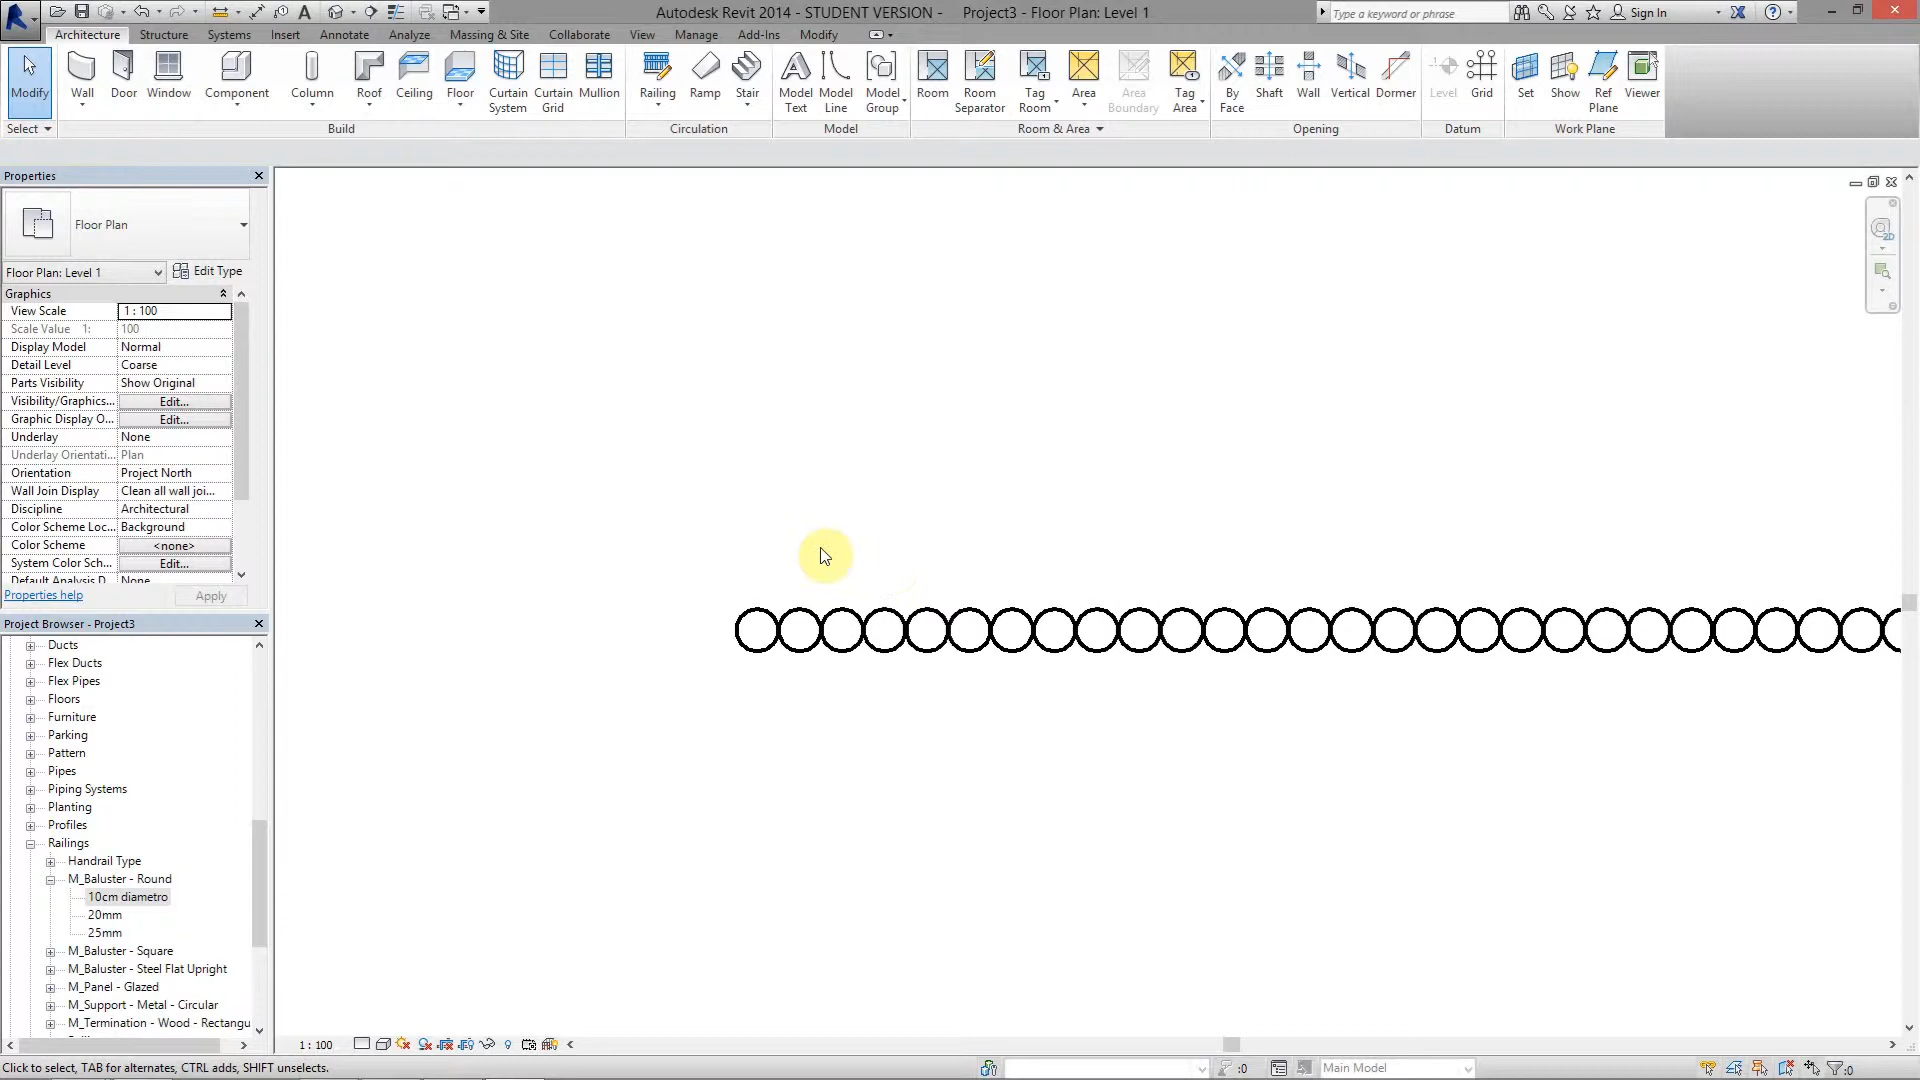 Autodesk Revit 2014 - STUDENT VERSION - Project3 - Floor Plan: Level 1
Type a keyword or phrase
Sign In
Architecture Structure Systems Insert Annotate Analyze Massing & Site Collaborate View Manage Add-Ins Modify
Modify Wall Door Window Component Column Roof Ceiling Floor Curtain System Curtain Grid Mullion Railing Ramp Stair Model Text Model Line Model Group Room Room Separator Tag Room Area Area Boundary Tag Area By Face Shaft Wall Vertical Dormer Level Grid Set Show Ref Plane Viewer
Select Build Circulation Model Room & Area Opening Datum Work Plane
Properties
Floor Plan
Floor Plan: Level 1 Edit Type
Graphics
View Scale 1 : 100
Scale Value 1: 100
Display Model Normal
Detail Level Coarse
Parts Visibility Show Original
Visibility/Graphics... Edit...
Graphic Display O... Edit...
Underlay None
Underlay Orientati... Plan
Orientation Project North
Wall Join Display Clean all wall joi...
Discipline Architectural
Color Scheme Loc... Background
Color Scheme <none>
System Color Sch... Edit...
Default Analysis D... None
Properties help Apply
Project Browser - Project3
Ducts
Flex Ducts
Flex Pipes
Floors
Furniture
Parking
Pattern
Pipes
Piping Systems
Planting
Profiles
Railings
Handrail Type
M_Baluster - Round
10cm diametro
20mm
25mm
M_Baluster - Square
M_Baluster - Steel Flat Upright
M_Panel - Glazed
M_Support - Metal - Circular
M_Termination - Wood - Rectangu
2D
1 : 100
Click to select, TAB for alternates, CTRL adds, SHIFT unselects.
:0
Main Model
:0